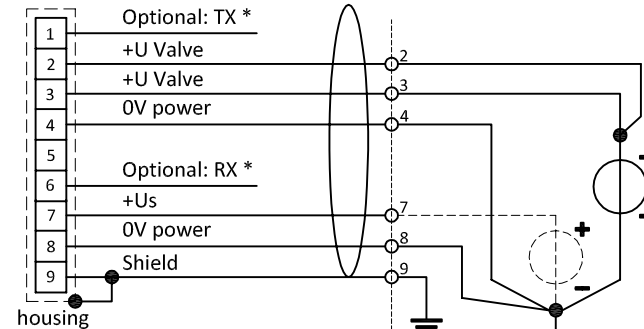 1 Optional: TX *
2 +U Valve 2
3 +U Valve 3
4 0V power 4
5
6 Optional: RX *
7 +Us 7
8 0V power 8
9 Shield 9
+
−
housing